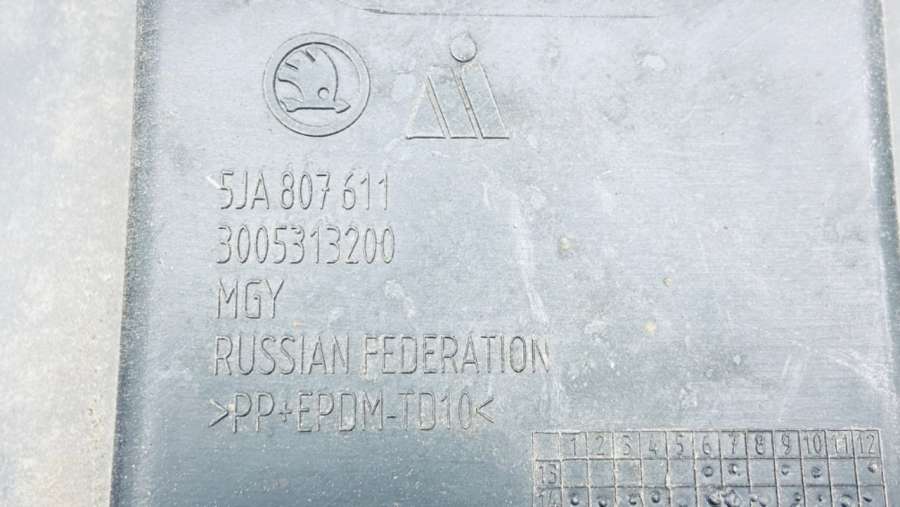 5JA 807 611
3005313200
MGY
RUSSIAN FEDERATION
>PP+EPDM-TD10<
1 2 3 4 5 6 7 8 9 10 11 12
13
14